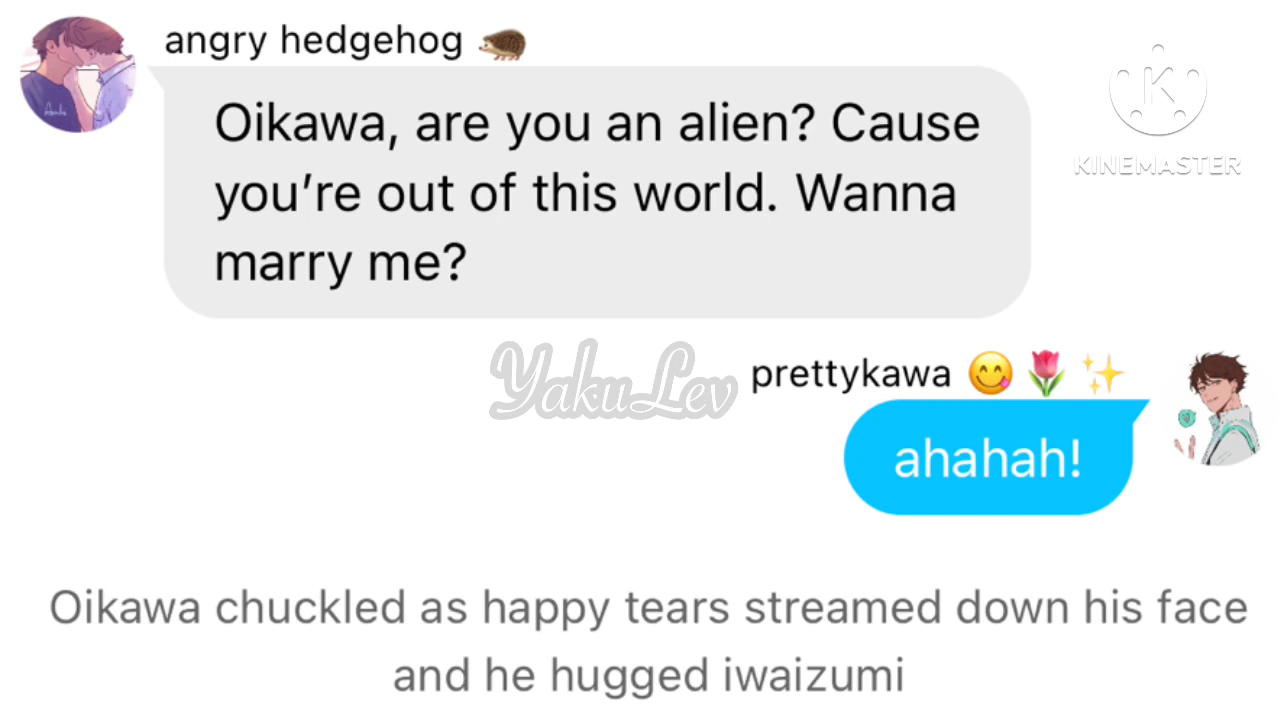 angry hedgehog 🦔
Oikawa, are you an alien? Cause
you're out of this world. Wanna
marry me?
K
KINEMASTER
YakuLev
prettykawa 😋🌷✨
ahahah!
Oikawa chuckled as happy tears streamed down his face
and he hugged iwaizumi